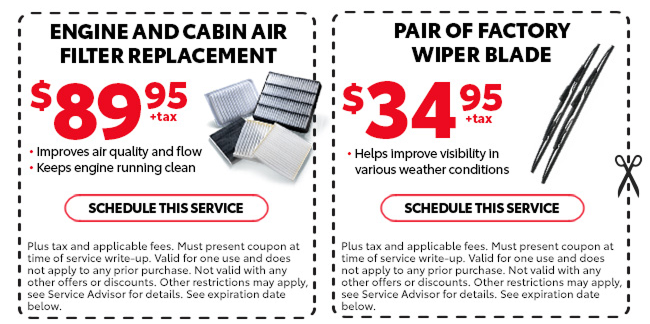 ENGINE AND CABIN AIR
FILTER REPLACEMENT
$89.95
+tax
• Improves air quality and flow
• Keeps engine running clean
SCHEDULE THIS SERVICE
Plus tax and applicable fees. Must present coupon at
time of service write-up. Valid for one use and does
not apply to any prior purchase. Not valid with any
other offers or discounts. Other restrictions may apply,
see Service Advisor for details. See expiration date
below.
PAIR OF FACTORY
WIPER BLADE
$34.95
+tax
• Helps improve visibility in
various weather conditions
SCHEDULE THIS SERVICE
Plus tax and applicable fees. Must present coupon at
time of service write-up. Valid for one use and does
not apply to any prior purchase. Not valid with any
other offers or discounts. Other restrictions may apply,
see Service Advisor for details. See expiration date
below.